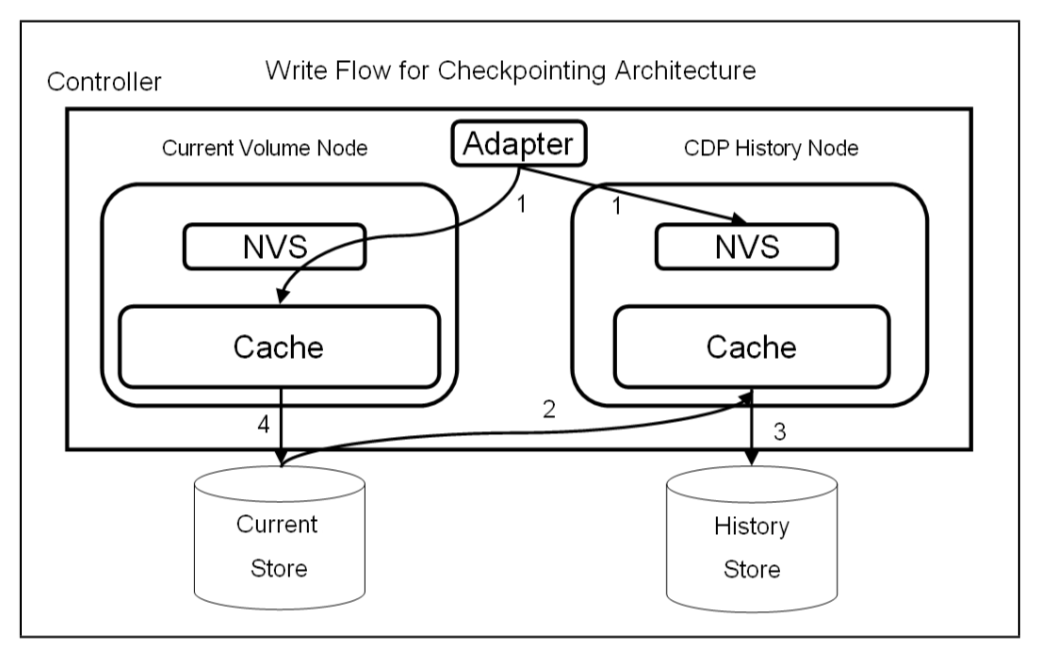 Write Flow for Checkpointing Architecture
Controller
Adapter
Current Volume Node
CDP History Node
1
1
NVS
NVS
Cache
Cache
2
4
3
Current
Store
History
Store